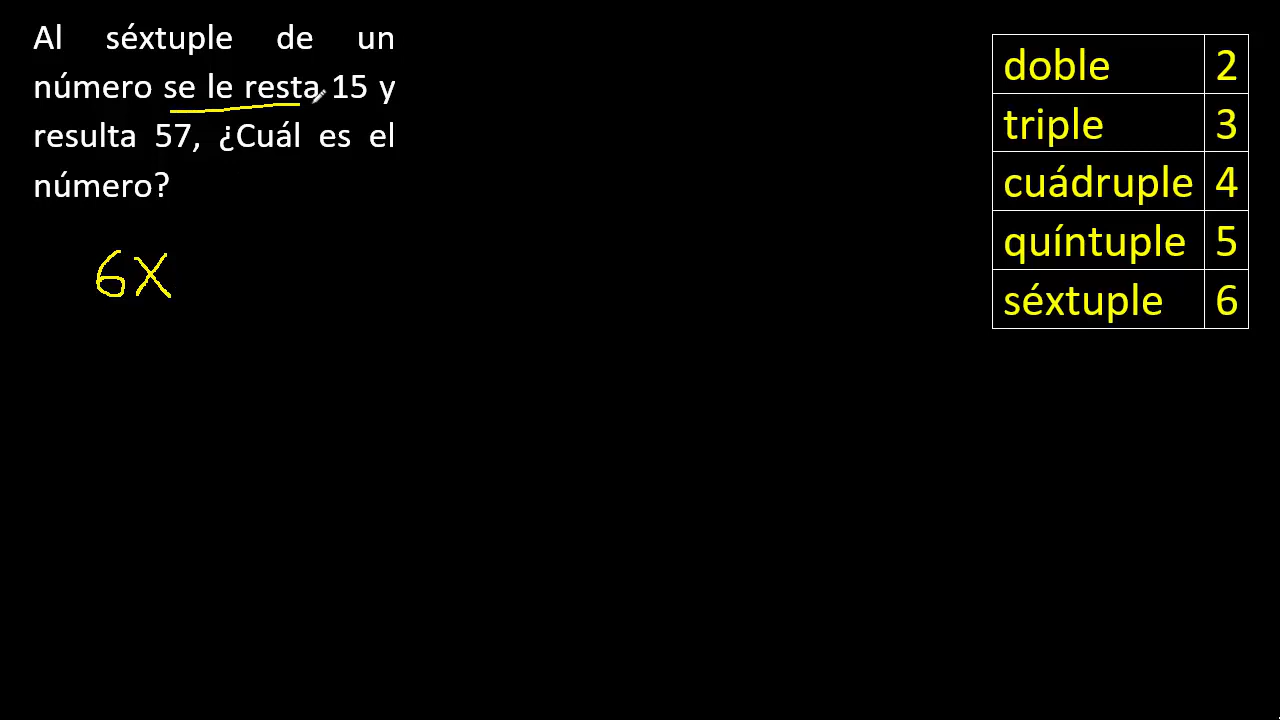 Al séxtuple de un
número se le resta 15 y
resulta 57, ¿Cuál es el
número?
6X
doble 2
triple 3
cuádruple 4
quíntuple 5
séxtuple 6